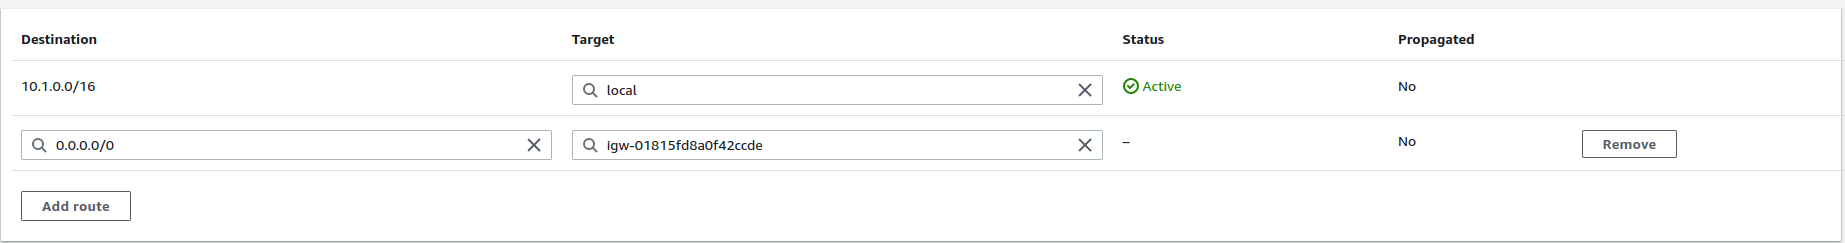 Destination Target Status Propagated
10.1.0.0/16 local Active No
0.0.0.0/0 igw-01815fd8a0f42ccde – No Remove
Add route